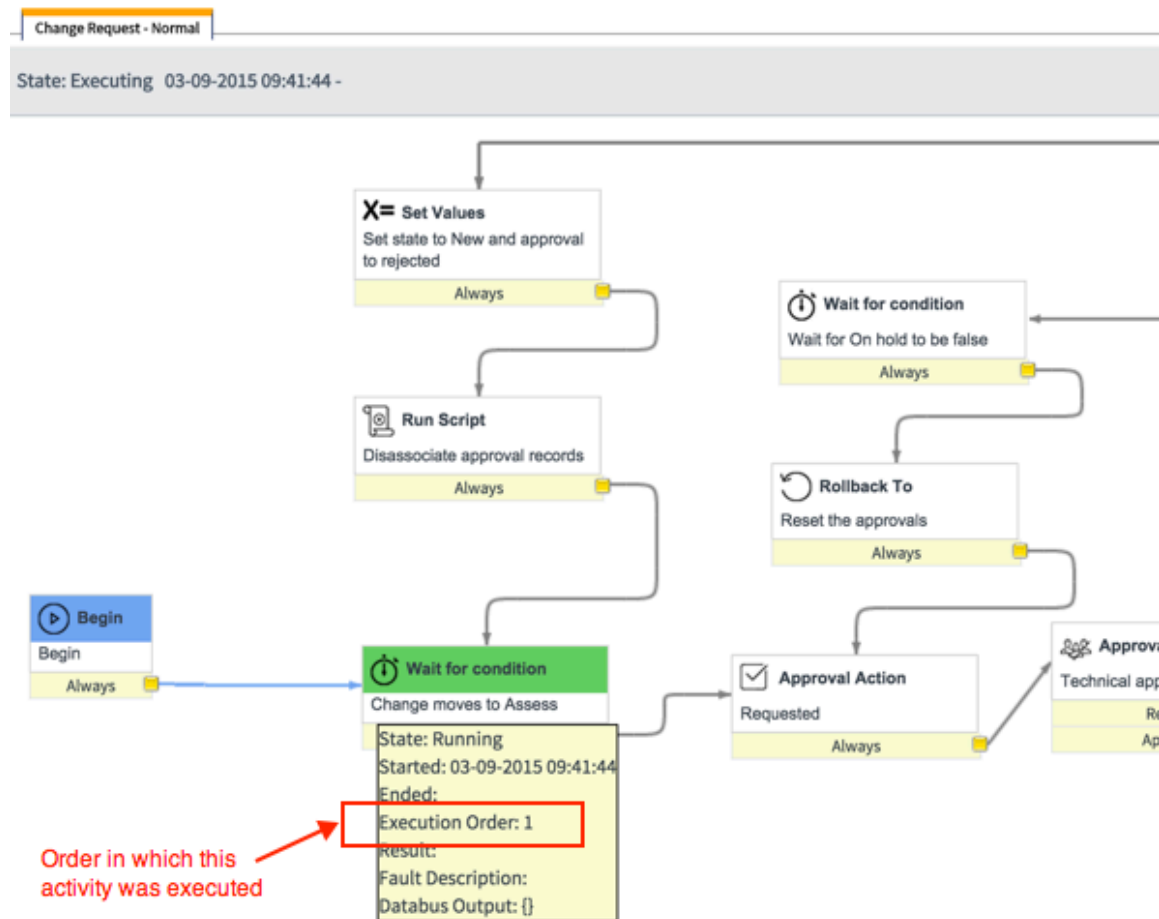 Change Request - Normal
State: Executing 03-09-2015 09:41:44 -
X= Set Values
Set state to New and approval
to rejected
Always
Wait for condition
Wait for On hold to be false
Always
Run Script
Disassociate approval records
Always
Rollback To
Reset the approvals
Always
Begin
Begin
Always
Wait for condition
Change moves to Assess
Approval Action
Requested
Always
Approva
Technical app
Re
Ap
State: Running
Started: 03-09-2015 09:41:44
Ended:
Execution Order: 1
Result:
Fault Description:
Databus Output: {}
Order in which this
activity was executed